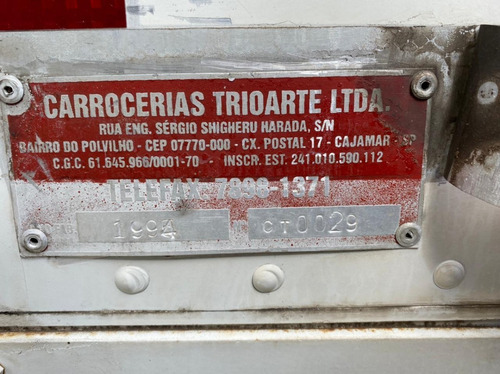 CARROCERIAS TRIOARTE LTDA.
RUA ENG. SÉRGIO SHIGHERU HARADA, S/N
BAIRRO DO POLVILHO - CEP 07770-000 - CX. POSTAL 17 - CAJAMAR - SP
C.G.C. 61.645.966/0001-70 - INSCR. EST. 241.010.590.112
TELEFAX: 7898-1371
1994 CT0029